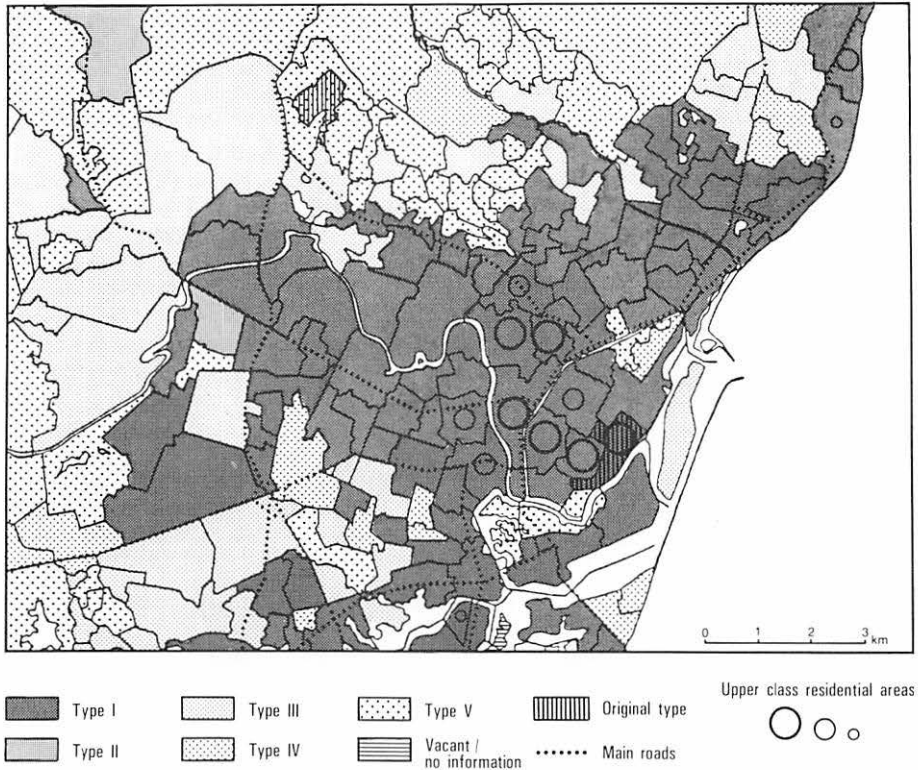 0 1 2 3
km
Type I
Type III
Type V
Original type
Upper class residential areas
Type II
Type IV
Vacant /
no information
Main roads